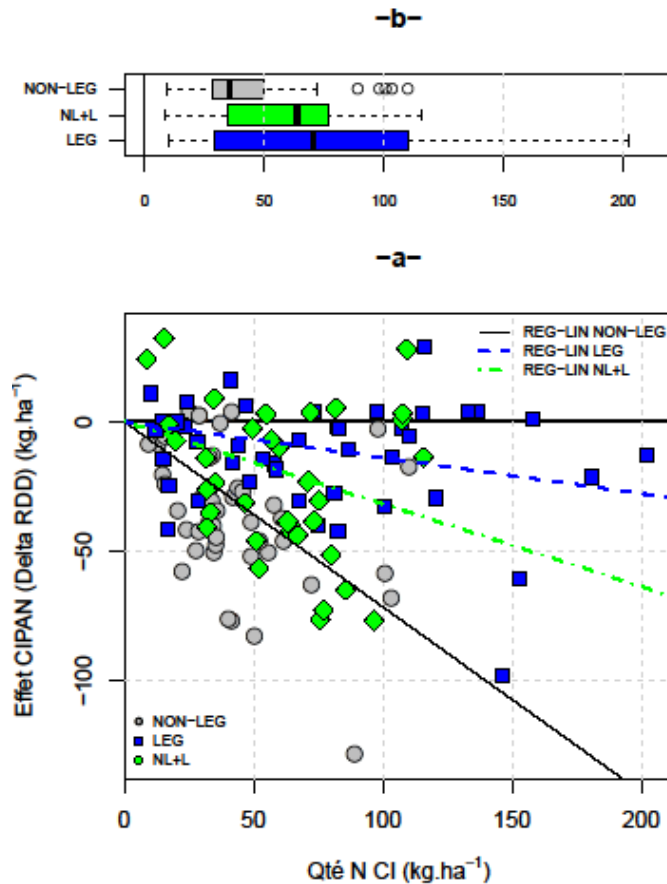 −b−
NON−LEG
NL+L
LEG
0 50 100 150 200
−a−
REG−LIN NON−LEG
REG−LIN LEG
REG−LIN NL+L
0
−50
−100
Effet CIPAN (Delta RDD) (kg.ha⁻¹)
NON−LEG
LEG
NL+L
0 50 100 150 200
Qté N CI (kg.ha⁻¹)